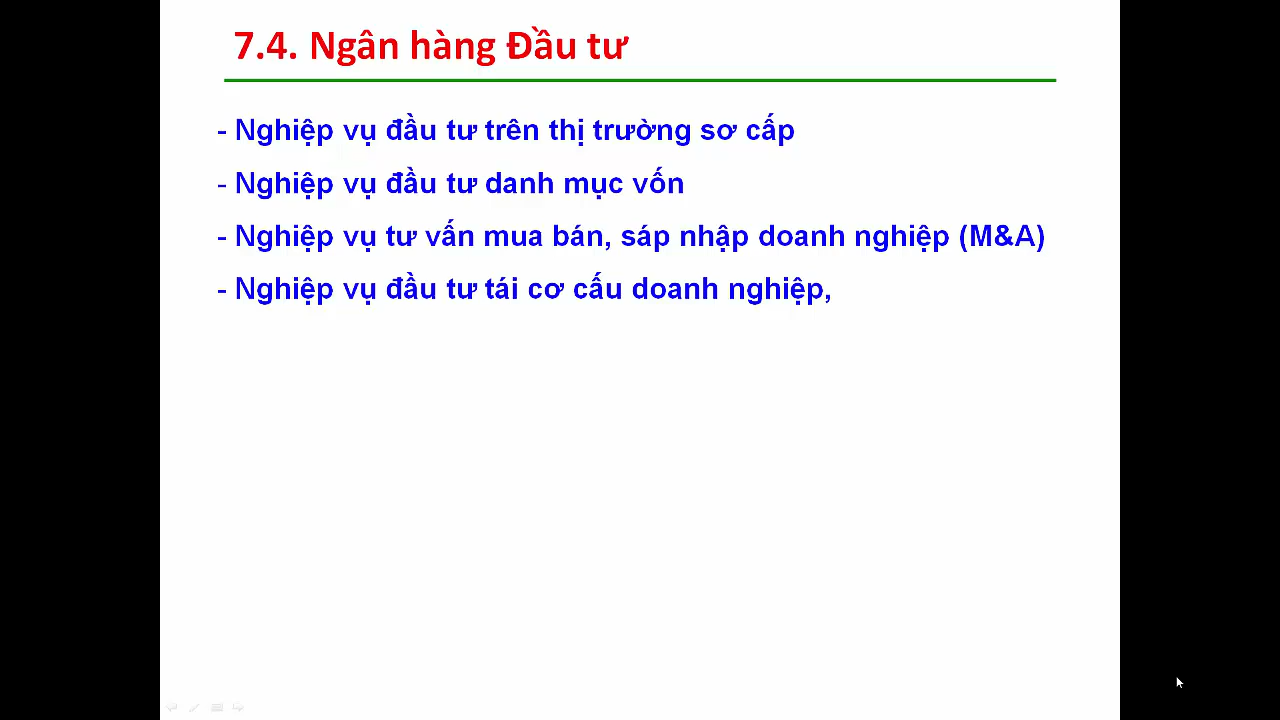 7.4. Ngân hàng Đầu tư
- Nghiệp vụ đầu tư trên thị trường sơ cấp
- Nghiệp vụ đầu tư danh mục vốn
- Nghiệp vụ tư vấn mua bán, sáp nhập doanh nghiệp (M&A)
- Nghiệp vụ đầu tư tái cơ cấu doanh nghiệp,